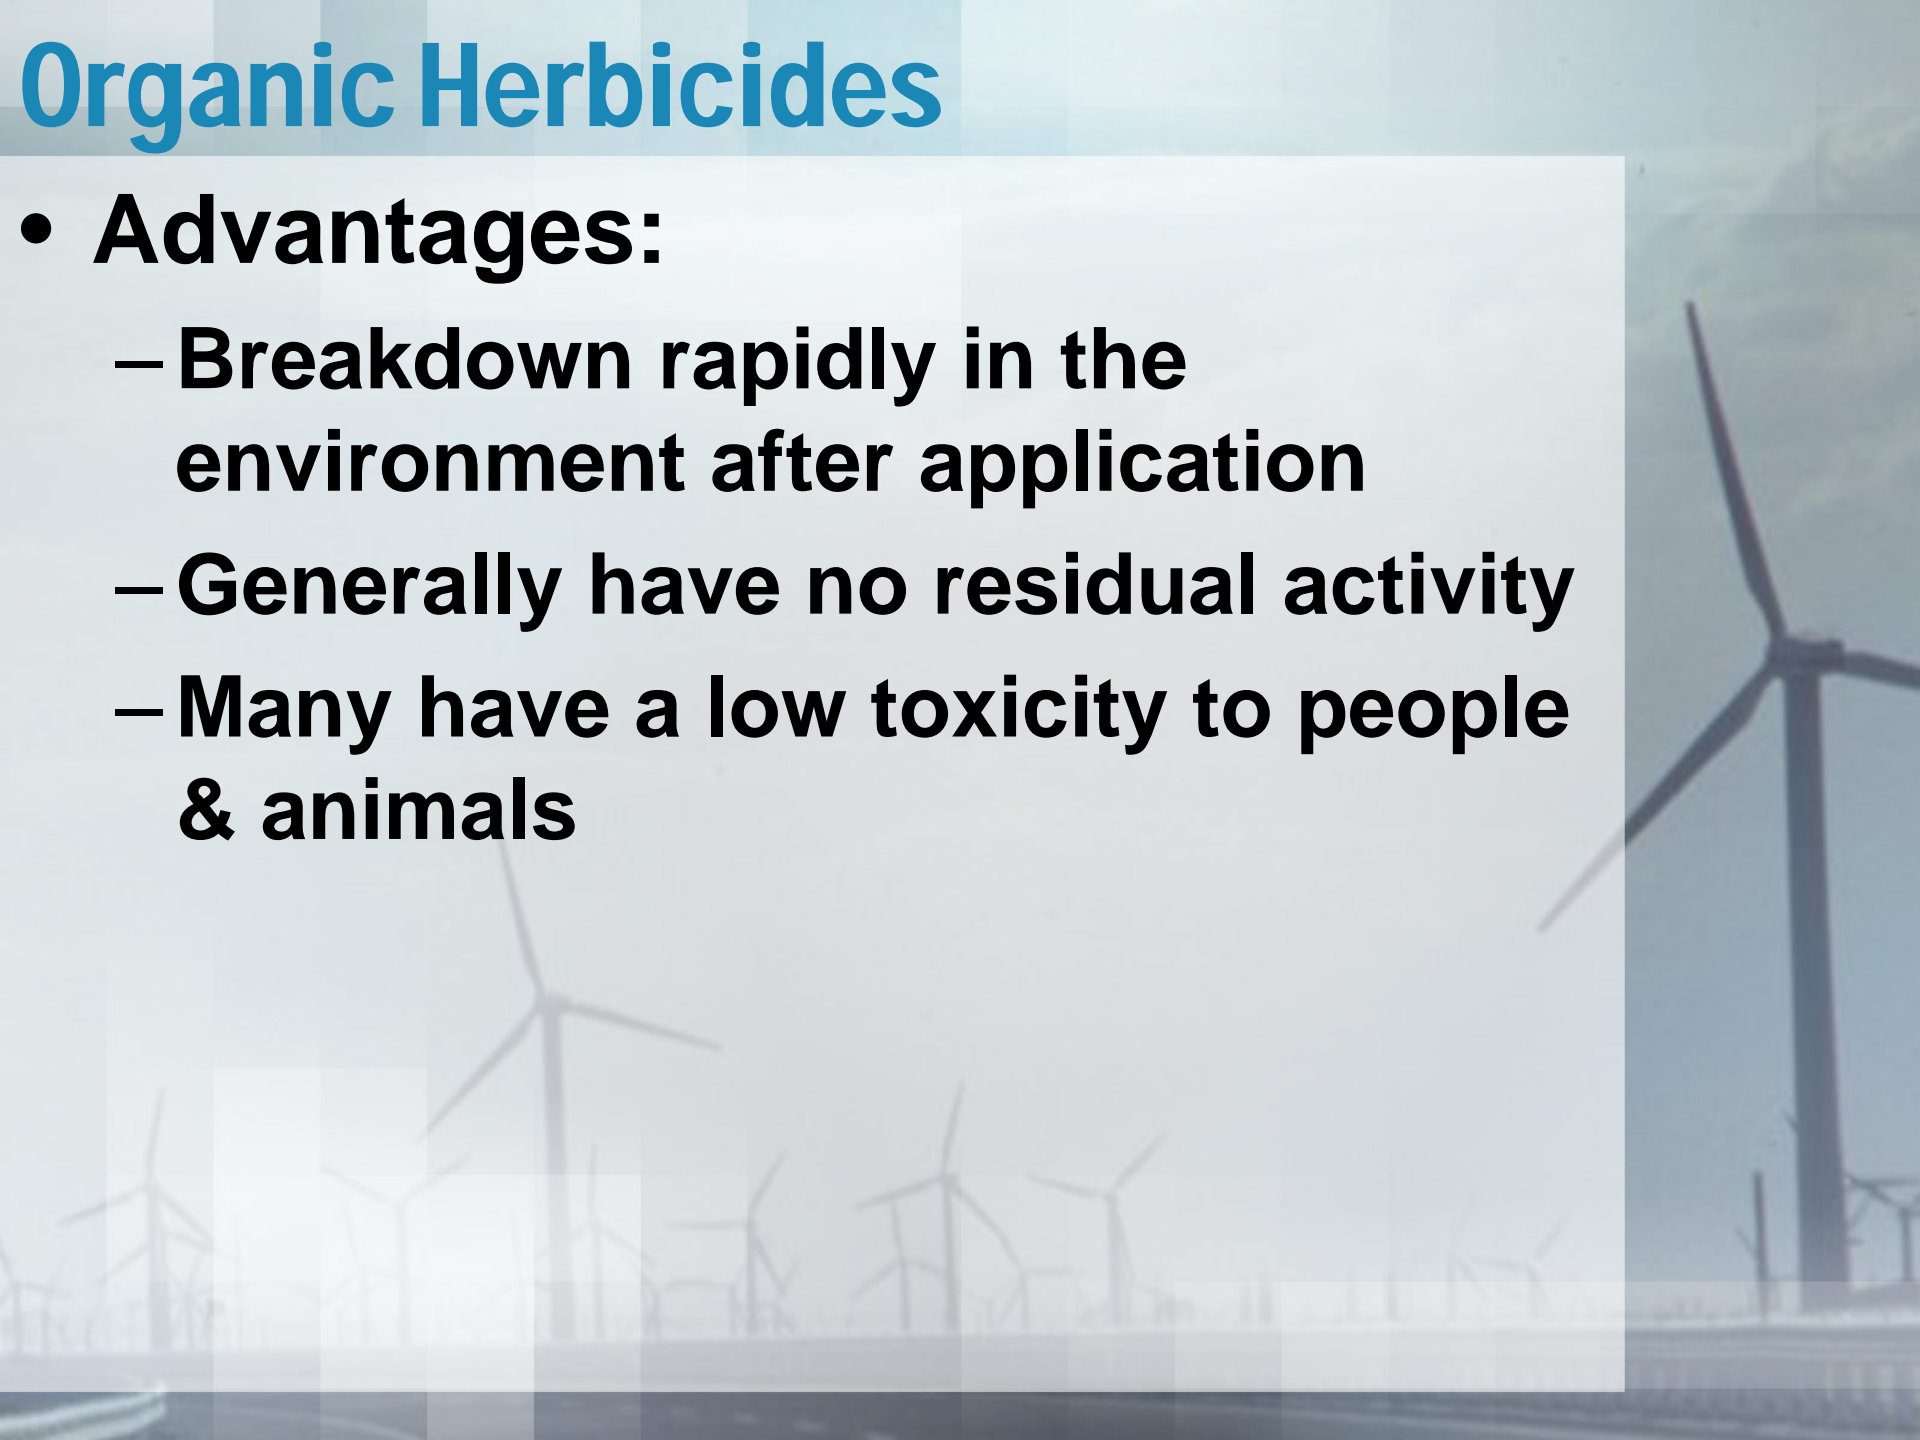 Organic Herbicides
• Advantages:
–Breakdown rapidly in the
environment after application
–Generally have no residual activity
–Many have a low toxicity to people
& animals